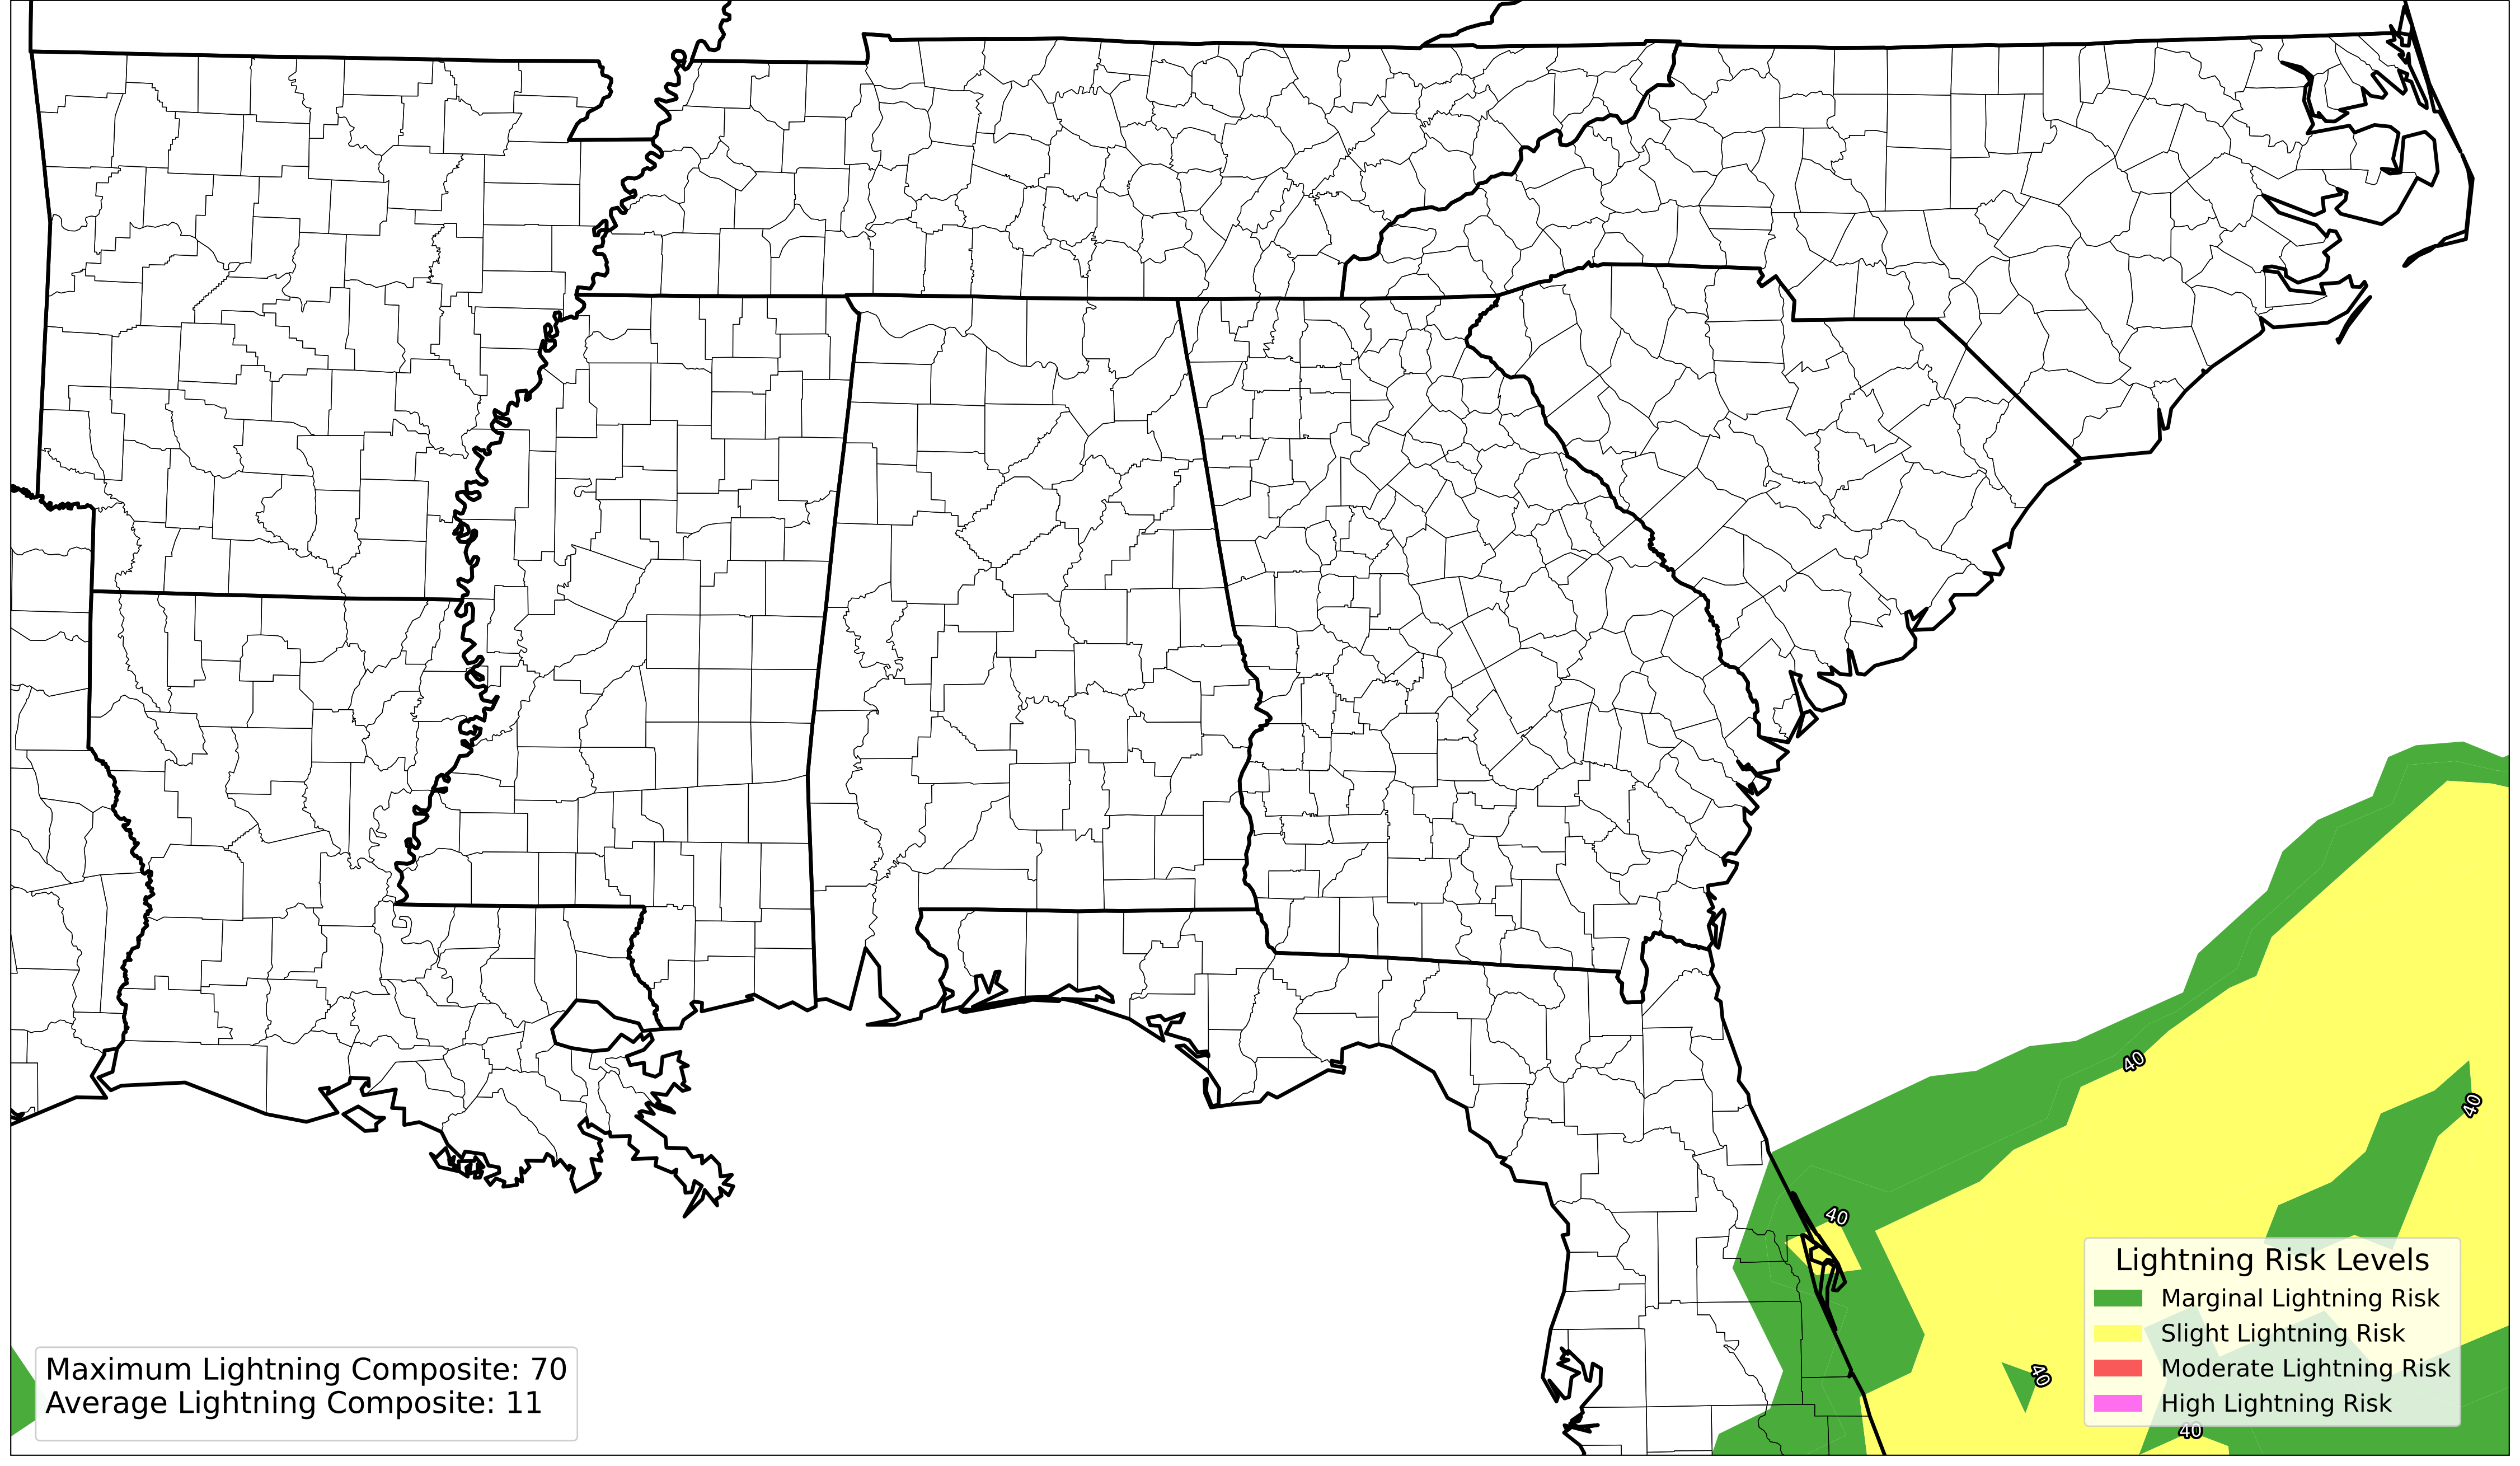 40
40
40
Lightning Risk Levels
Marginal Lightning Risk
Slight Lightning Risk
Moderate Lightning Risk
High Lightning Risk
Maximum Lightning Composite: 70
Average Lightning Composite: 11
40
40